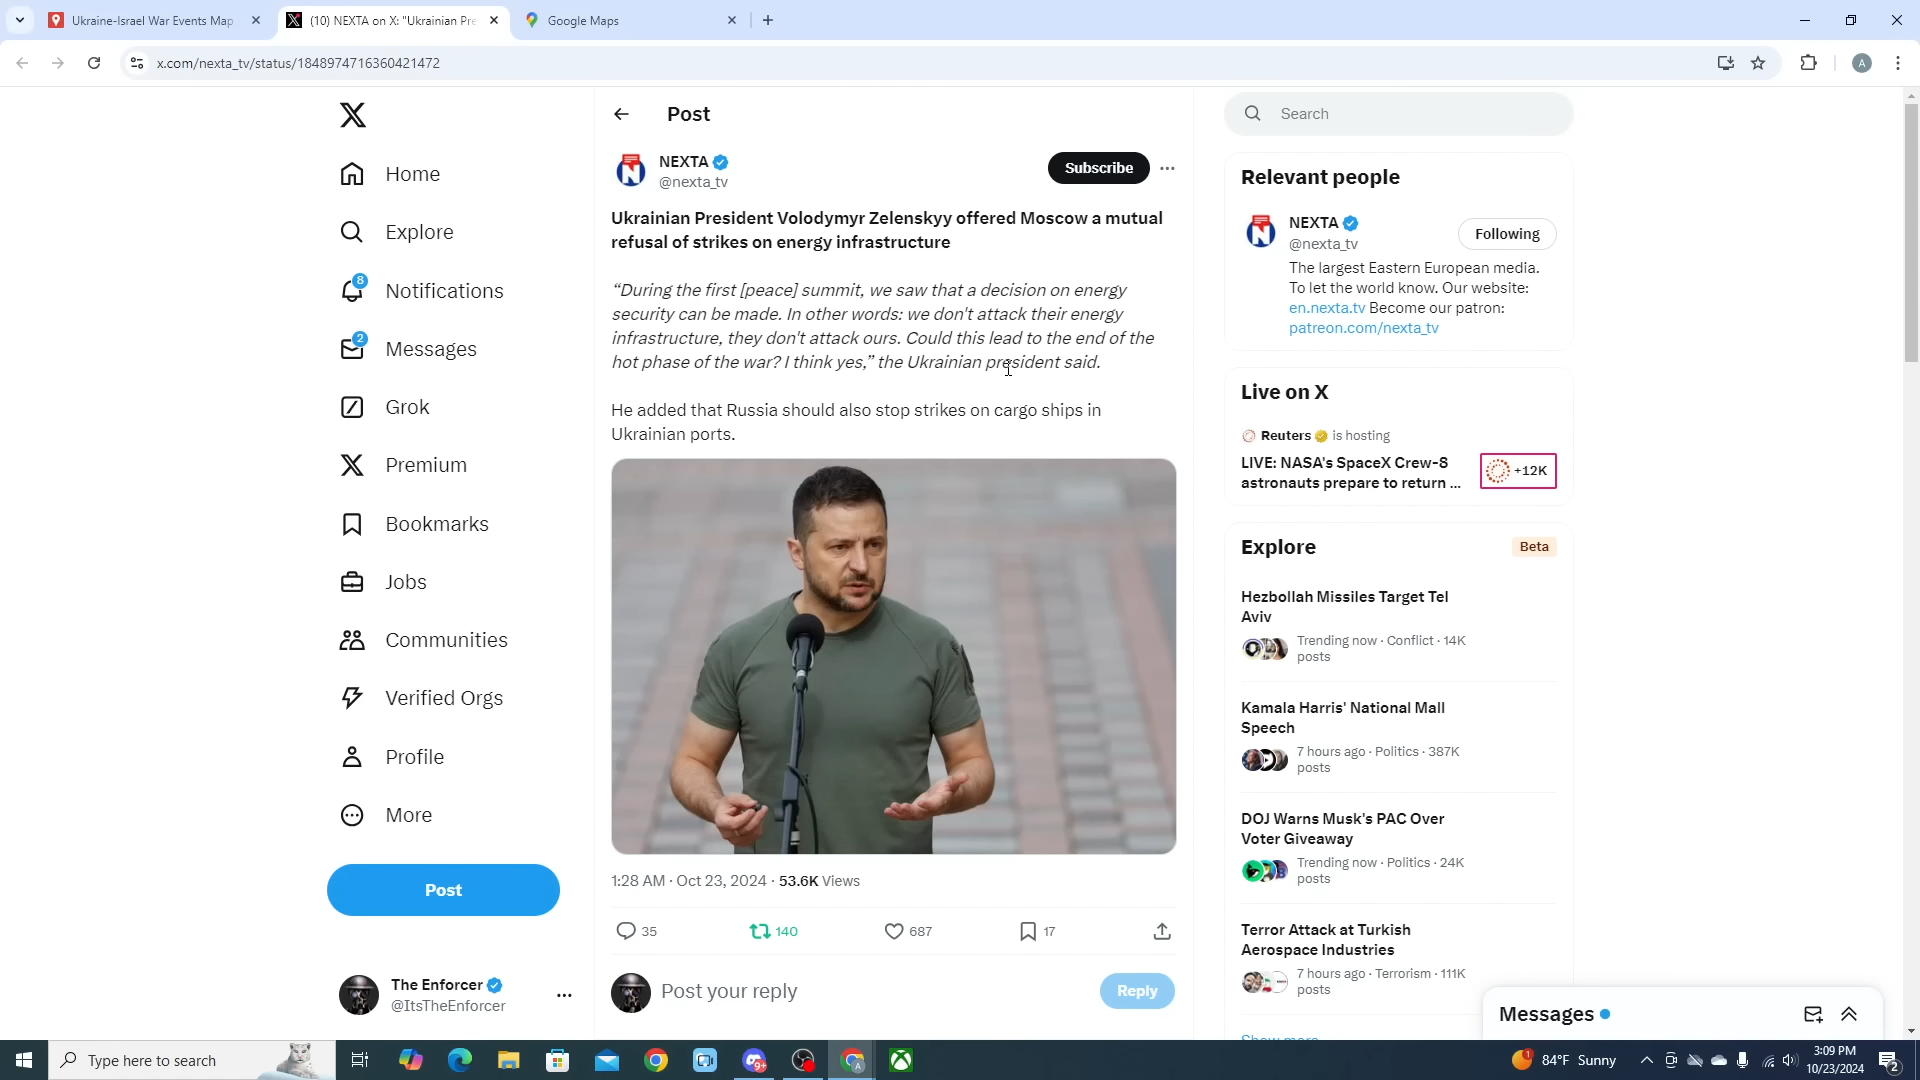 Ukraine-Israel War Events Map
(10) NEXTA on X: "Ukrainian Pre
Google Maps
x.com/nexta_tv/status/1848974716360421472
A
Home
Explore
8
Notifications
2
Messages
Grok
Premium
Bookmarks
Jobs
Communities
Verified Orgs
Profile
More
Post
The Enforcer
@ItsTheEnforcer
Post
NEXTA
@nexta_tv
Subscribe
Ukrainian President Volodymyr Zelenskyy offered Moscow a mutual
refusal of strikes on energy infrastructure
“During the first [peace] summit, we saw that a decision on energy
security can be made. In other words: we don't attack their energy
infrastructure, they don't attack ours. Could this lead to the end of the
hot phase of the war? I think yes,” the Ukrainian president said.
He added that Russia should also stop strikes on cargo ships in
Ukrainian ports.
1:28 AM · Oct 23, 2024 · 53.6K Views
35
140
687
17
Post your reply
Reply
Search
Relevant people
NEXTA
@nexta_tv
Following
The largest Eastern European media.
To let the world know. Our website:
en.nexta.tv Become our patron:
patreon.com/nexta_tv
Live on X
Reuters is hosting
LIVE: NASA's SpaceX Crew-8
astronauts prepare to return ...
+12K
Explore
Beta
Hezbollah Missiles Target Tel
Aviv
Trending now · Conflict · 14K
posts
Kamala Harris' National Mall
Speech
7 hours ago · Politics · 387K
posts
DOJ Warns Musk's PAC Over
Voter Giveaway
Trending now · Politics · 24K
posts
Terror Attack at Turkish
Aerospace Industries
7 hours ago · Terrorism · 111K
posts
Messages
Type here to search
9+
A
1
84°F Sunny
3:09 PM
10/23/2024
2